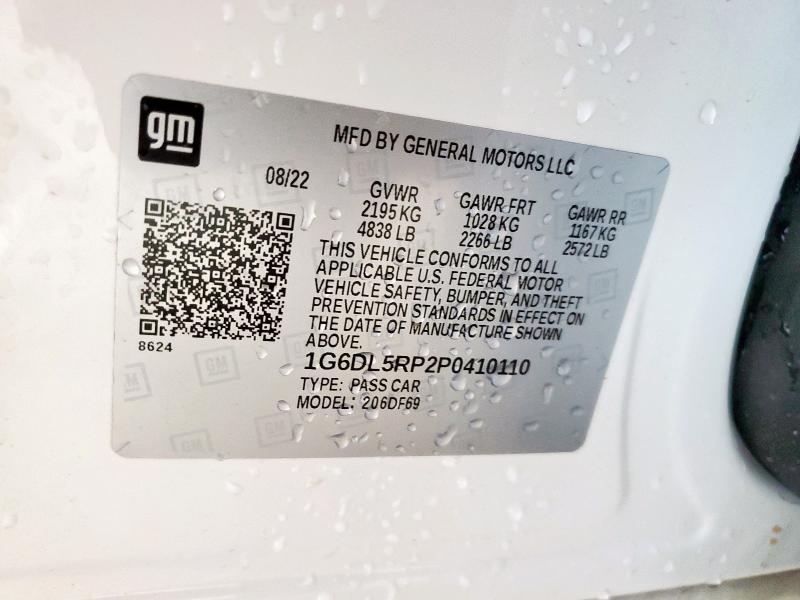 gm
MFD BY GENERAL MOTORS LLC
08/22
GVWR
2195 KG
4838 LB
GAWR FRT
1028 KG
2266 LB
GAWR RR
1167 KG
2572 LB
THIS VEHICLE CONFORMS TO ALL
APPLICABLE U.S. FEDERAL MOTOR
VEHICLE SAFETY, BUMPER, AND THEFT
PREVENTION STANDARDS IN EFFECT ON
THE DATE OF MANUFACTURE SHOWN
ABOVE.
8624
1G6DL5RP2P0410110
TYPE: PASS CAR
MODEL: 206DF69